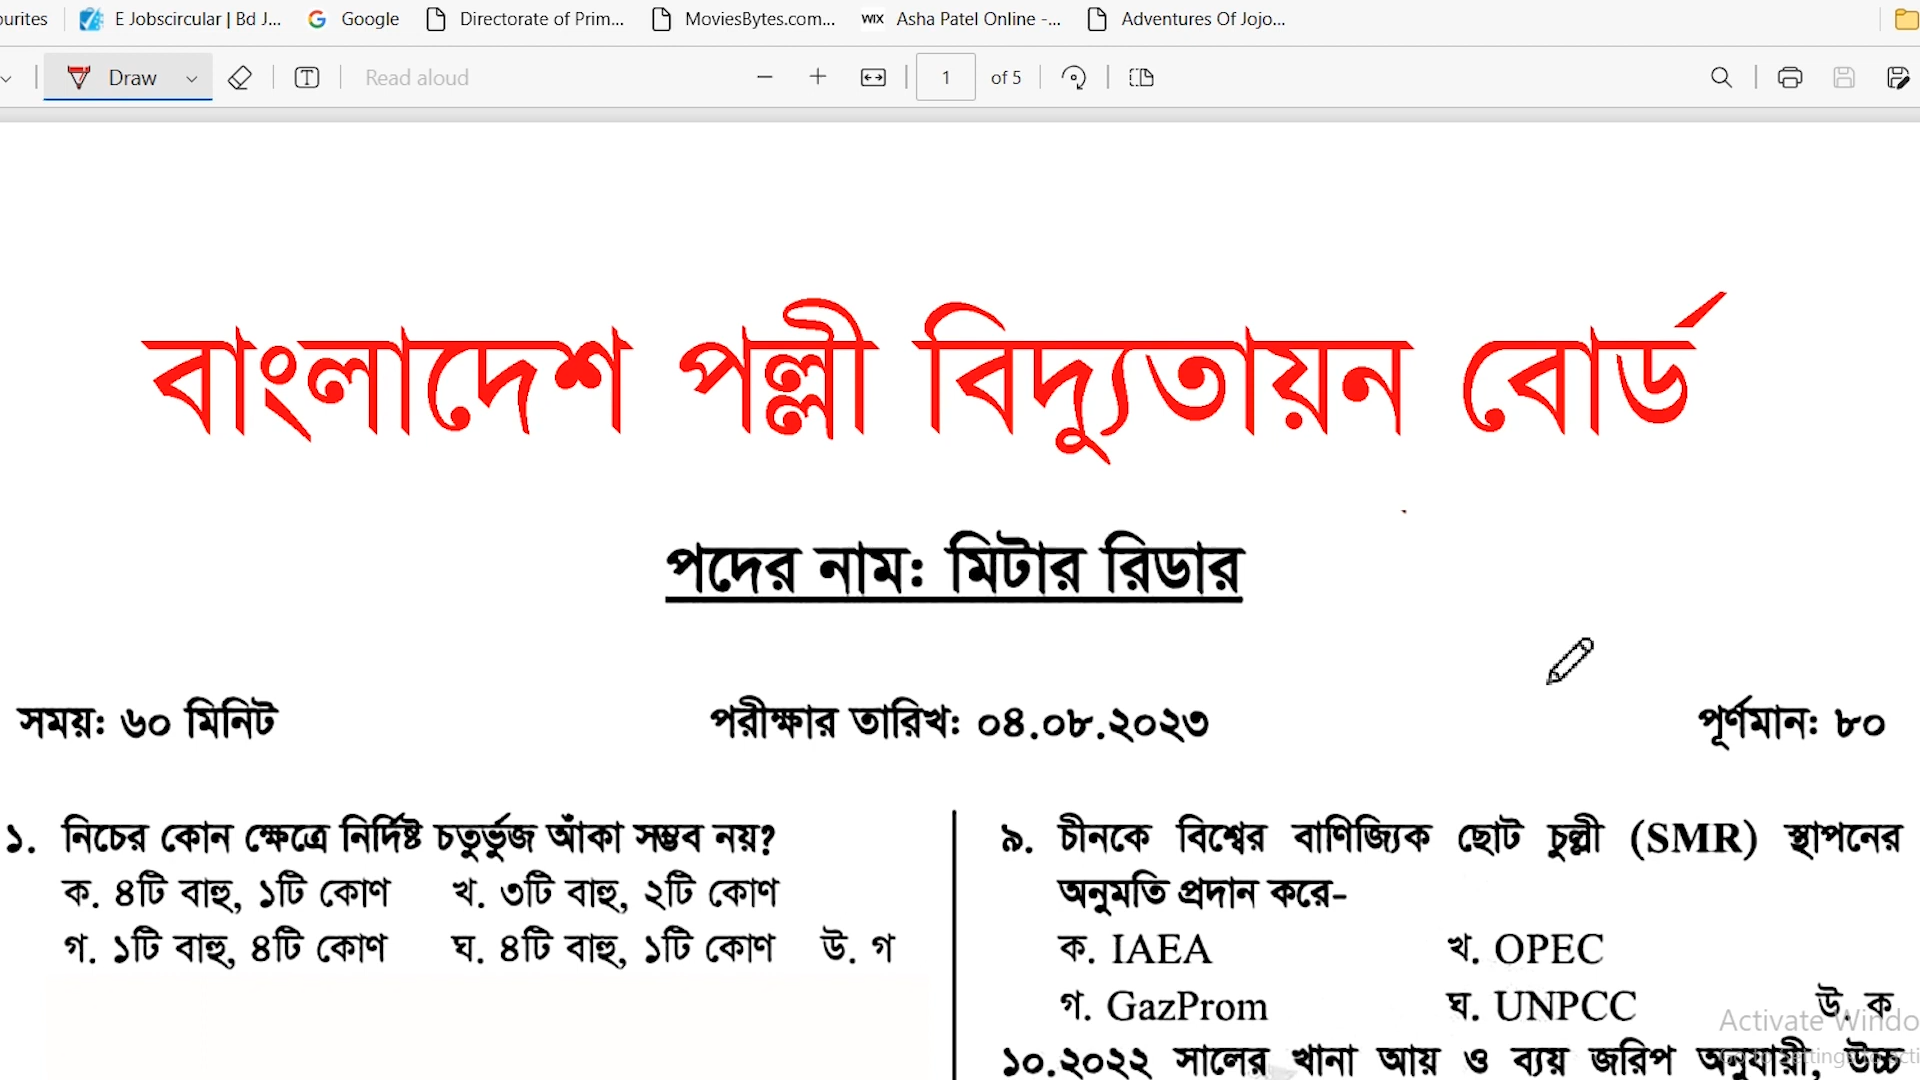 ourites E Jobscircular | Bd J... Google Directorate of Prim... MoviesBytes.com... WIX Asha Patel Online -... Adventures Of Jojo...
Draw T Read aloud 1 of 5
বাংলাদেশ পল্লী বিদ্যুতায়ন বোর্ড
পদের নাম: মিটার রিডার
সময়: ৬০ মিনিট পরীক্ষার তারিখ: ০৪.০৮.২০২৩ পূর্ণমান: ৮০
১. নিচের কোন ক্ষেত্রে নির্দিষ্ট চতুর্ভুজ আঁকা সম্ভব নয়?
ক. ৪টি বাহু, ১টি কোণ খ. ৩টি বাহু, ২টি কোণ
গ. ১টি বাহু, ৪টি কোণ ঘ. ৪টি বাহু, ১টি কোণ উ. গ
৯. চীনকে বিশ্বের বাণিজ্যিক ছোট চুল্লী (SMR) স্থাপনের
অনুমতি প্রদান করে-
ক. IAEA খ. OPEC
গ. GazProm ঘ. UNPCC উ. ক
Activate Windo
১০.২০২২ সালের খানা আয় ও ব্যয় জরিপ অনুযায়ী, উচ্চ